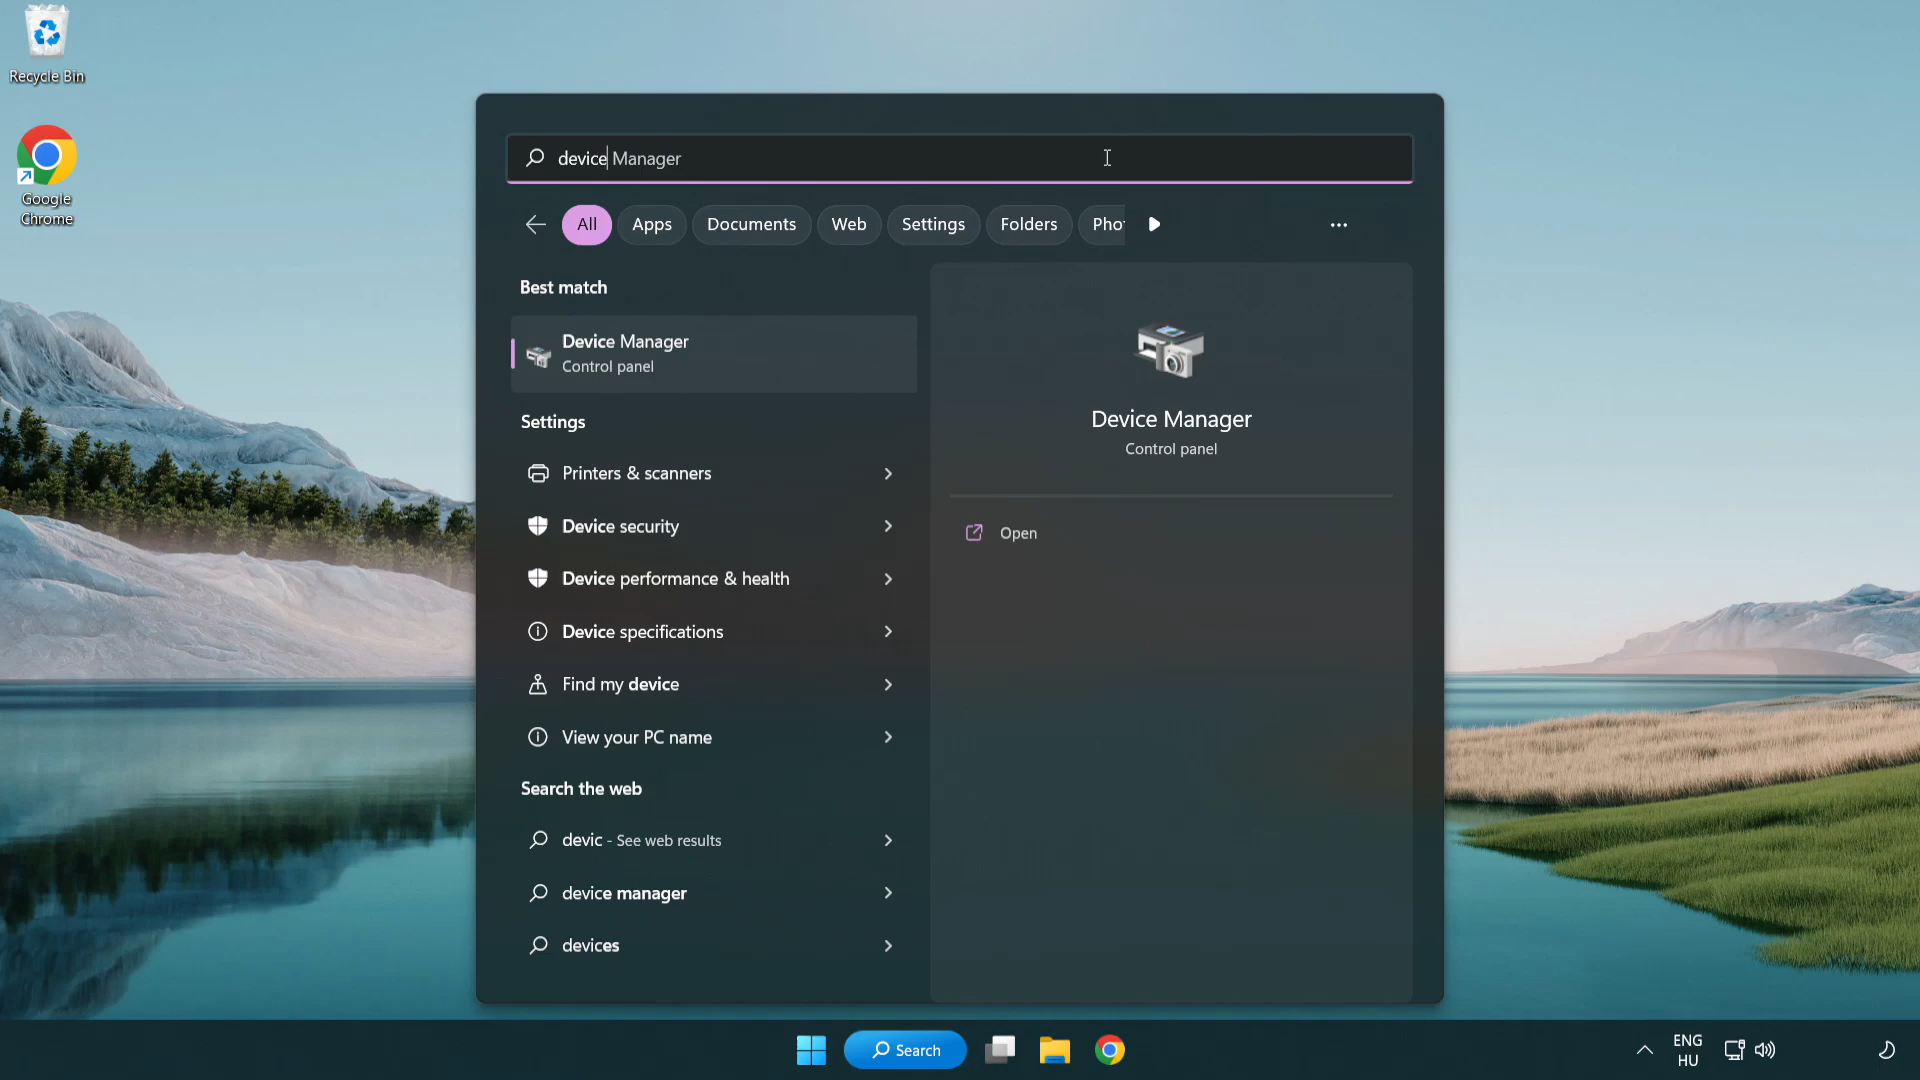 Recycle Bin
Google
Chrome
device Manager
All
Apps
Documents
Web
Settings
Folders
Pho
Best match
Device Manager
Control panel
Settings
Printers & scanners
Device security
Device performance & health
Device specifications
Find my device
View your PC name
Search the web
devic - See web results
device manager
devices
Device Manager
Control panel
Open
Search
ENG
HU